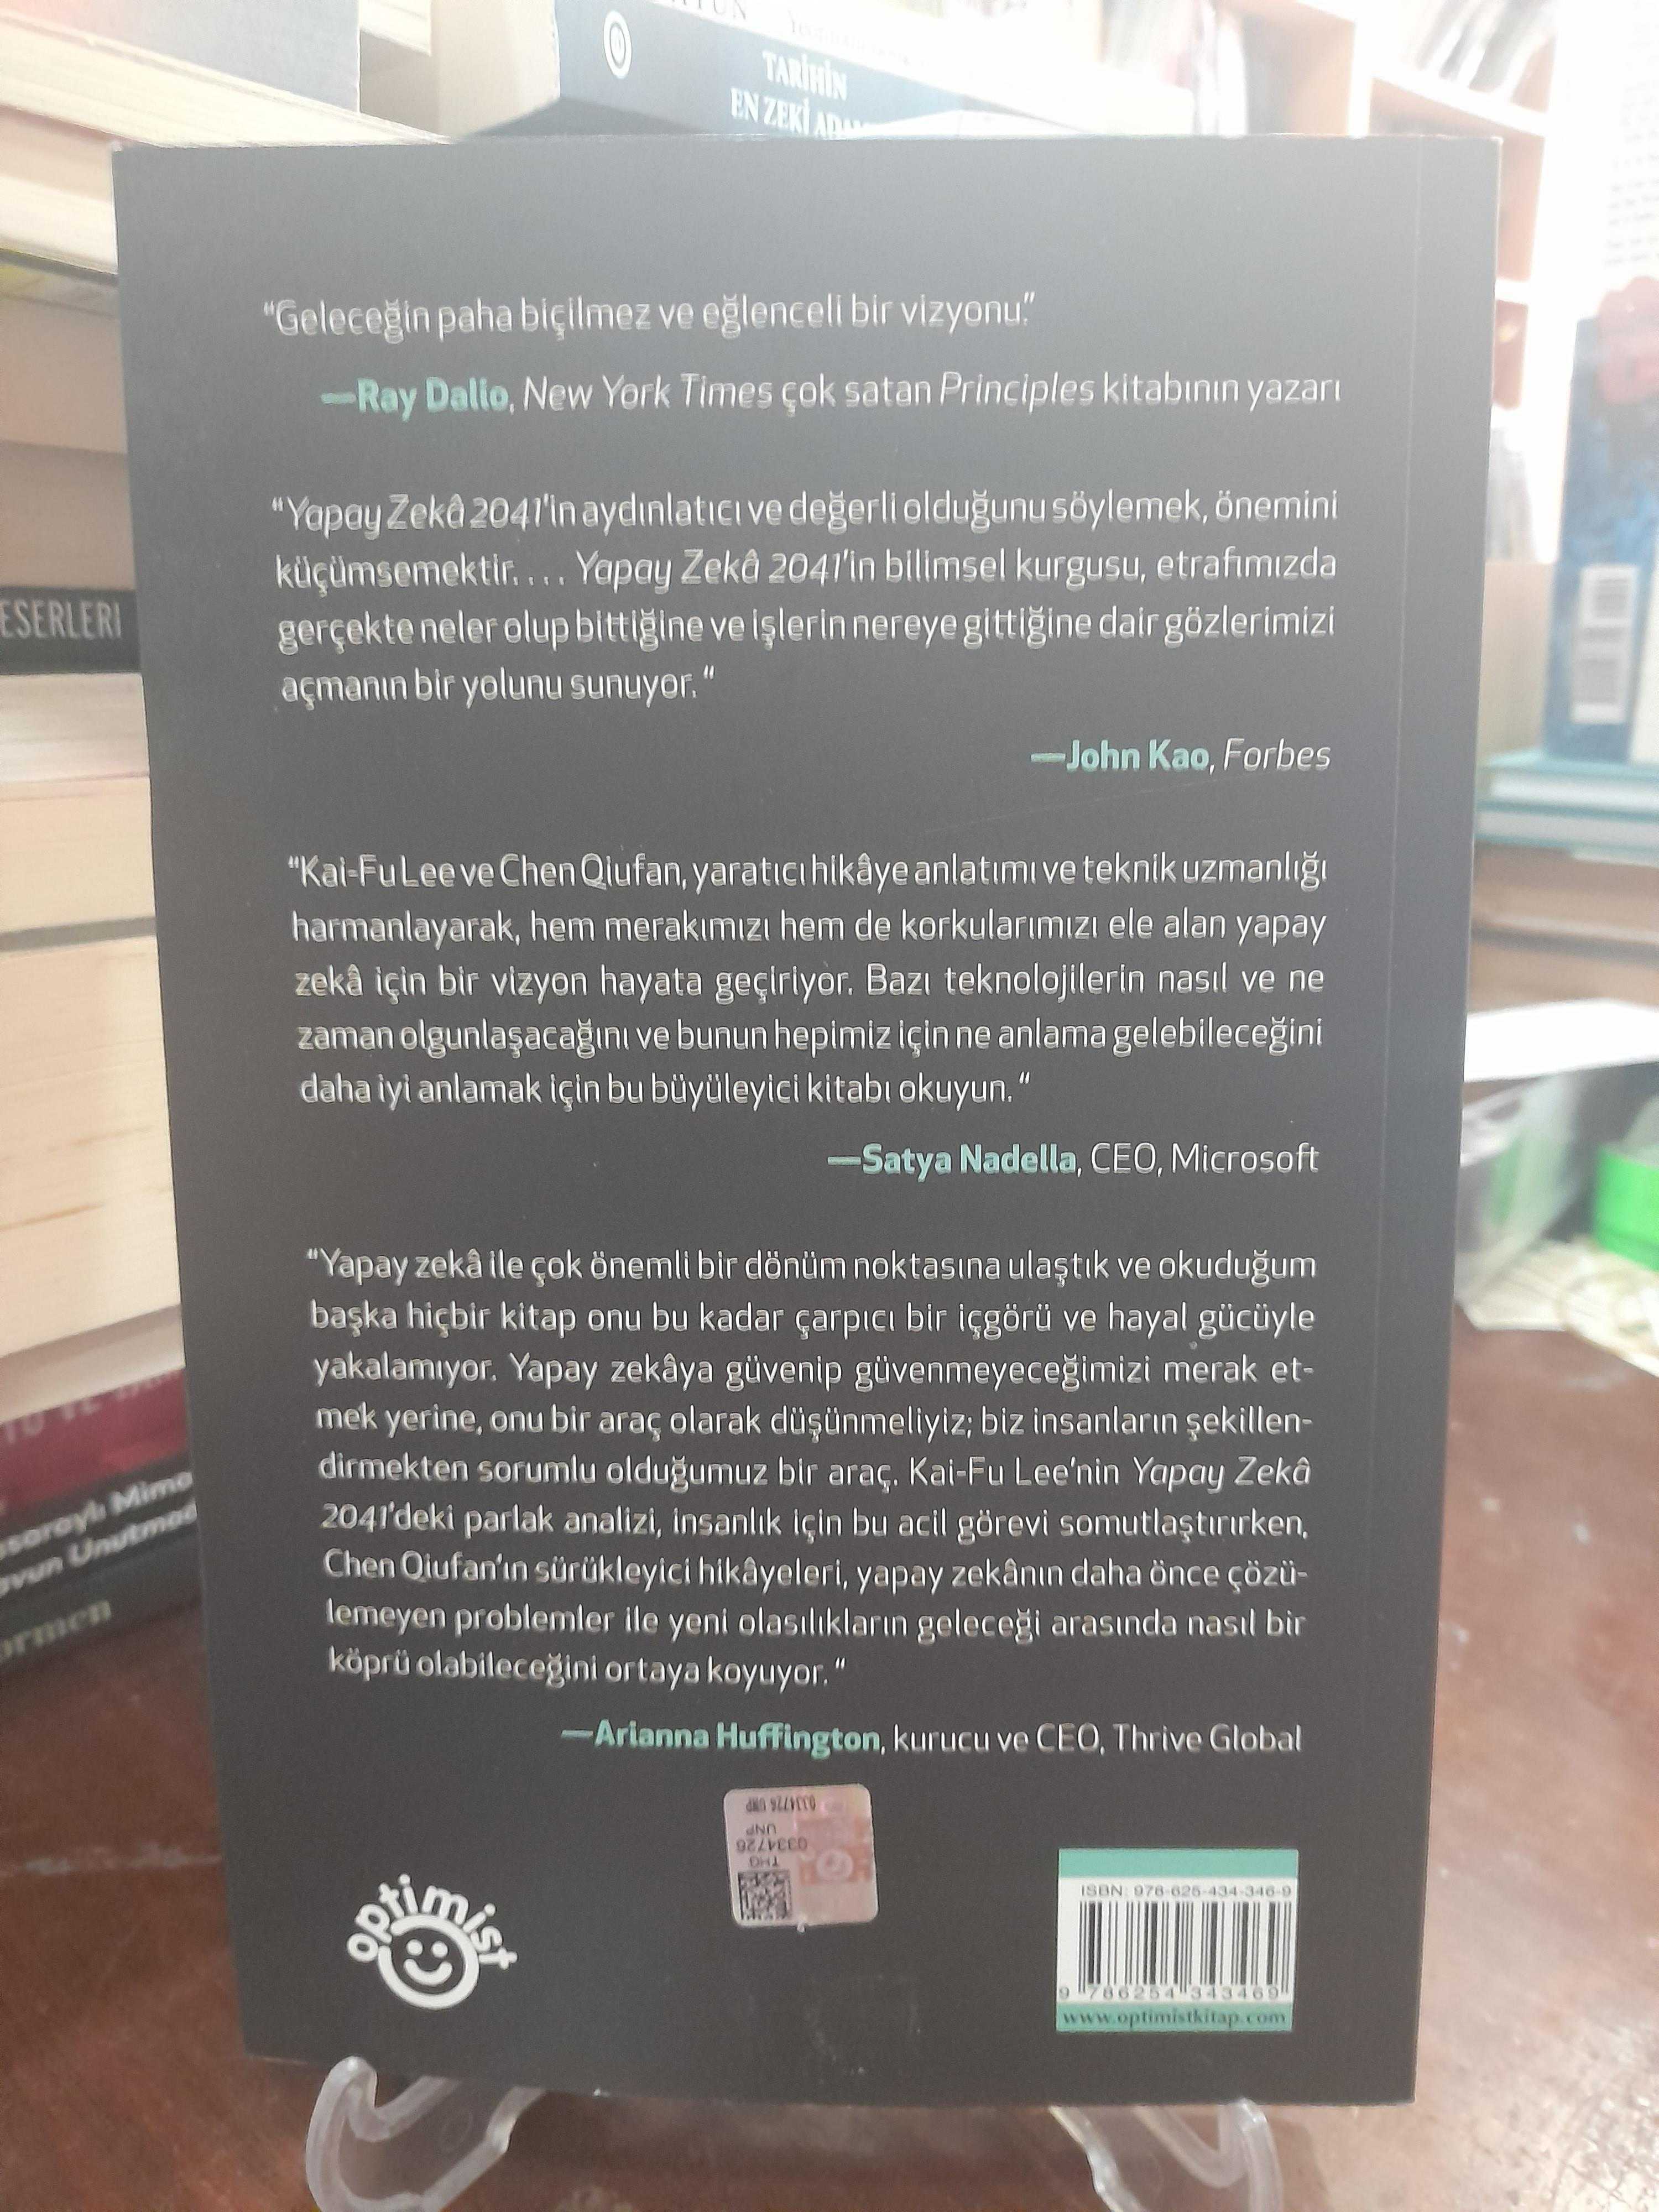 TARİHİN
EN ZEKİ
ESERLERİ
"Geleceğin paha biçilmez ve eğlenceli bir vizyonu."
—Ray Dalio, New York Times çok satan Principles kitabının yazarı
"Yapay Zekâ 2041'in aydınlatıcı ve değerli olduğunu söylemek, önemini
küçümsemektir.... Yapay Zekâ 2041'in bilimsel kurgusu, etrafımızda
gerçekte neler olup bittiğine ve işlerin nereye gittiğine dair gözlerimizi
açmanın bir yolunu sunuyor."
—John Kao, Forbes
"Kai-Fu Lee ve Chen Qiufan, yaratıcı hikâye anlatımı ve teknik uzmanlığı
harmanlayarak, hem merakımızı hem de korkularımızı ele alan yapay
zekâ için bir vizyon hayata geçiriyor. Bazı teknolojilerin nasıl ve ne
zaman olgunlaşacağını ve bunun hepimiz için ne anlama gelebileceğini
daha iyi anlamak için bu büyüleyici kitabı okuyun."
—Satya Nadella, CEO, Microsoft
"Yapay zekâ ile çok önemli bir dönüm noktasına ulaştık ve okuduğum
başka hiçbir kitap onu bu kadar çarpıcı bir içgörü ve hayal gücüyle
yakalamıyor. Yapay zekâya güvenip güvenmeyeceğimizi merak et-
mek yerine, onu bir araç olarak düşünmeliyiz; biz insanların şekillen-
dirmekten sorumlu olduğumuz bir araç. Kai-Fu Lee'nin Yapay Zekâ
2041'deki parlak analizi, insanlık için bu acil görevi somutlaştırırken,
Chen Qiufan'ın sürükleyici hikâyeleri, yapay zekânın daha önce çözü-
lemeyen problemler ile yeni olasılıkların geleceği arasında nasıl bir
köprü olabileceğini ortaya koyuyor."
—Arianna Huffington, kurucu ve CEO, Thrive Global
0334726 UNP
UNP
0334726
THG
optimist
ISBN: 978-625-434-346-9
9 786254 343469
www.optimistkitap.com